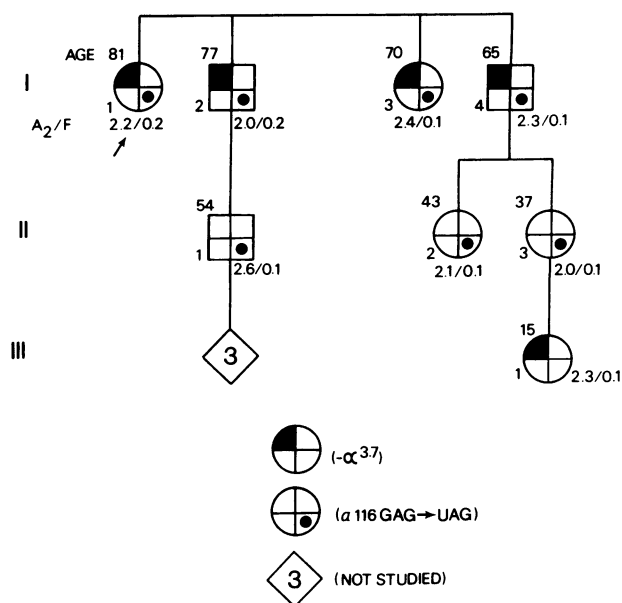 AGE 81 77 70 65
I
1 2 3 4
A2/F 2.2/0.2 2.0/0.2 2.4/0.1 2.3/0.1
54 43 37
II
1 2 3
2.6/0.1 2.1/0.1 2.0/0.1
15
III 3
1 2.3/0.1
(-α3.7)
(α 116 GAG→UAG)
3 (NOT STUDIED)